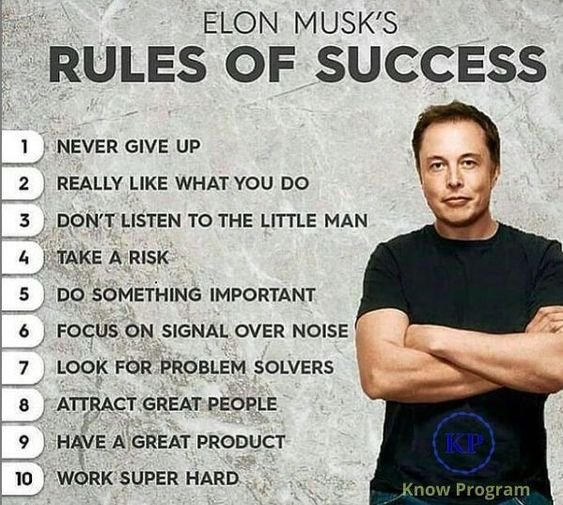 ELON MUSK'S
RULES OF SUCCESS
1 NEVER GIVE UP
2 REALLY LIKE WHAT YOU DO
3 DON'T LISTEN TO THE LITTLE MAN
4 TAKE A RISK
5 DO SOMETHING IMPORTANT
6 FOCUS ON SIGNAL OVER NOISE
7 LOOK FOR PROBLEM SOLVERS
8 ATTRACT GREAT PEOPLE
9 HAVE A GREAT PRODUCT
10 WORK SUPER HARD
KP
Know Program